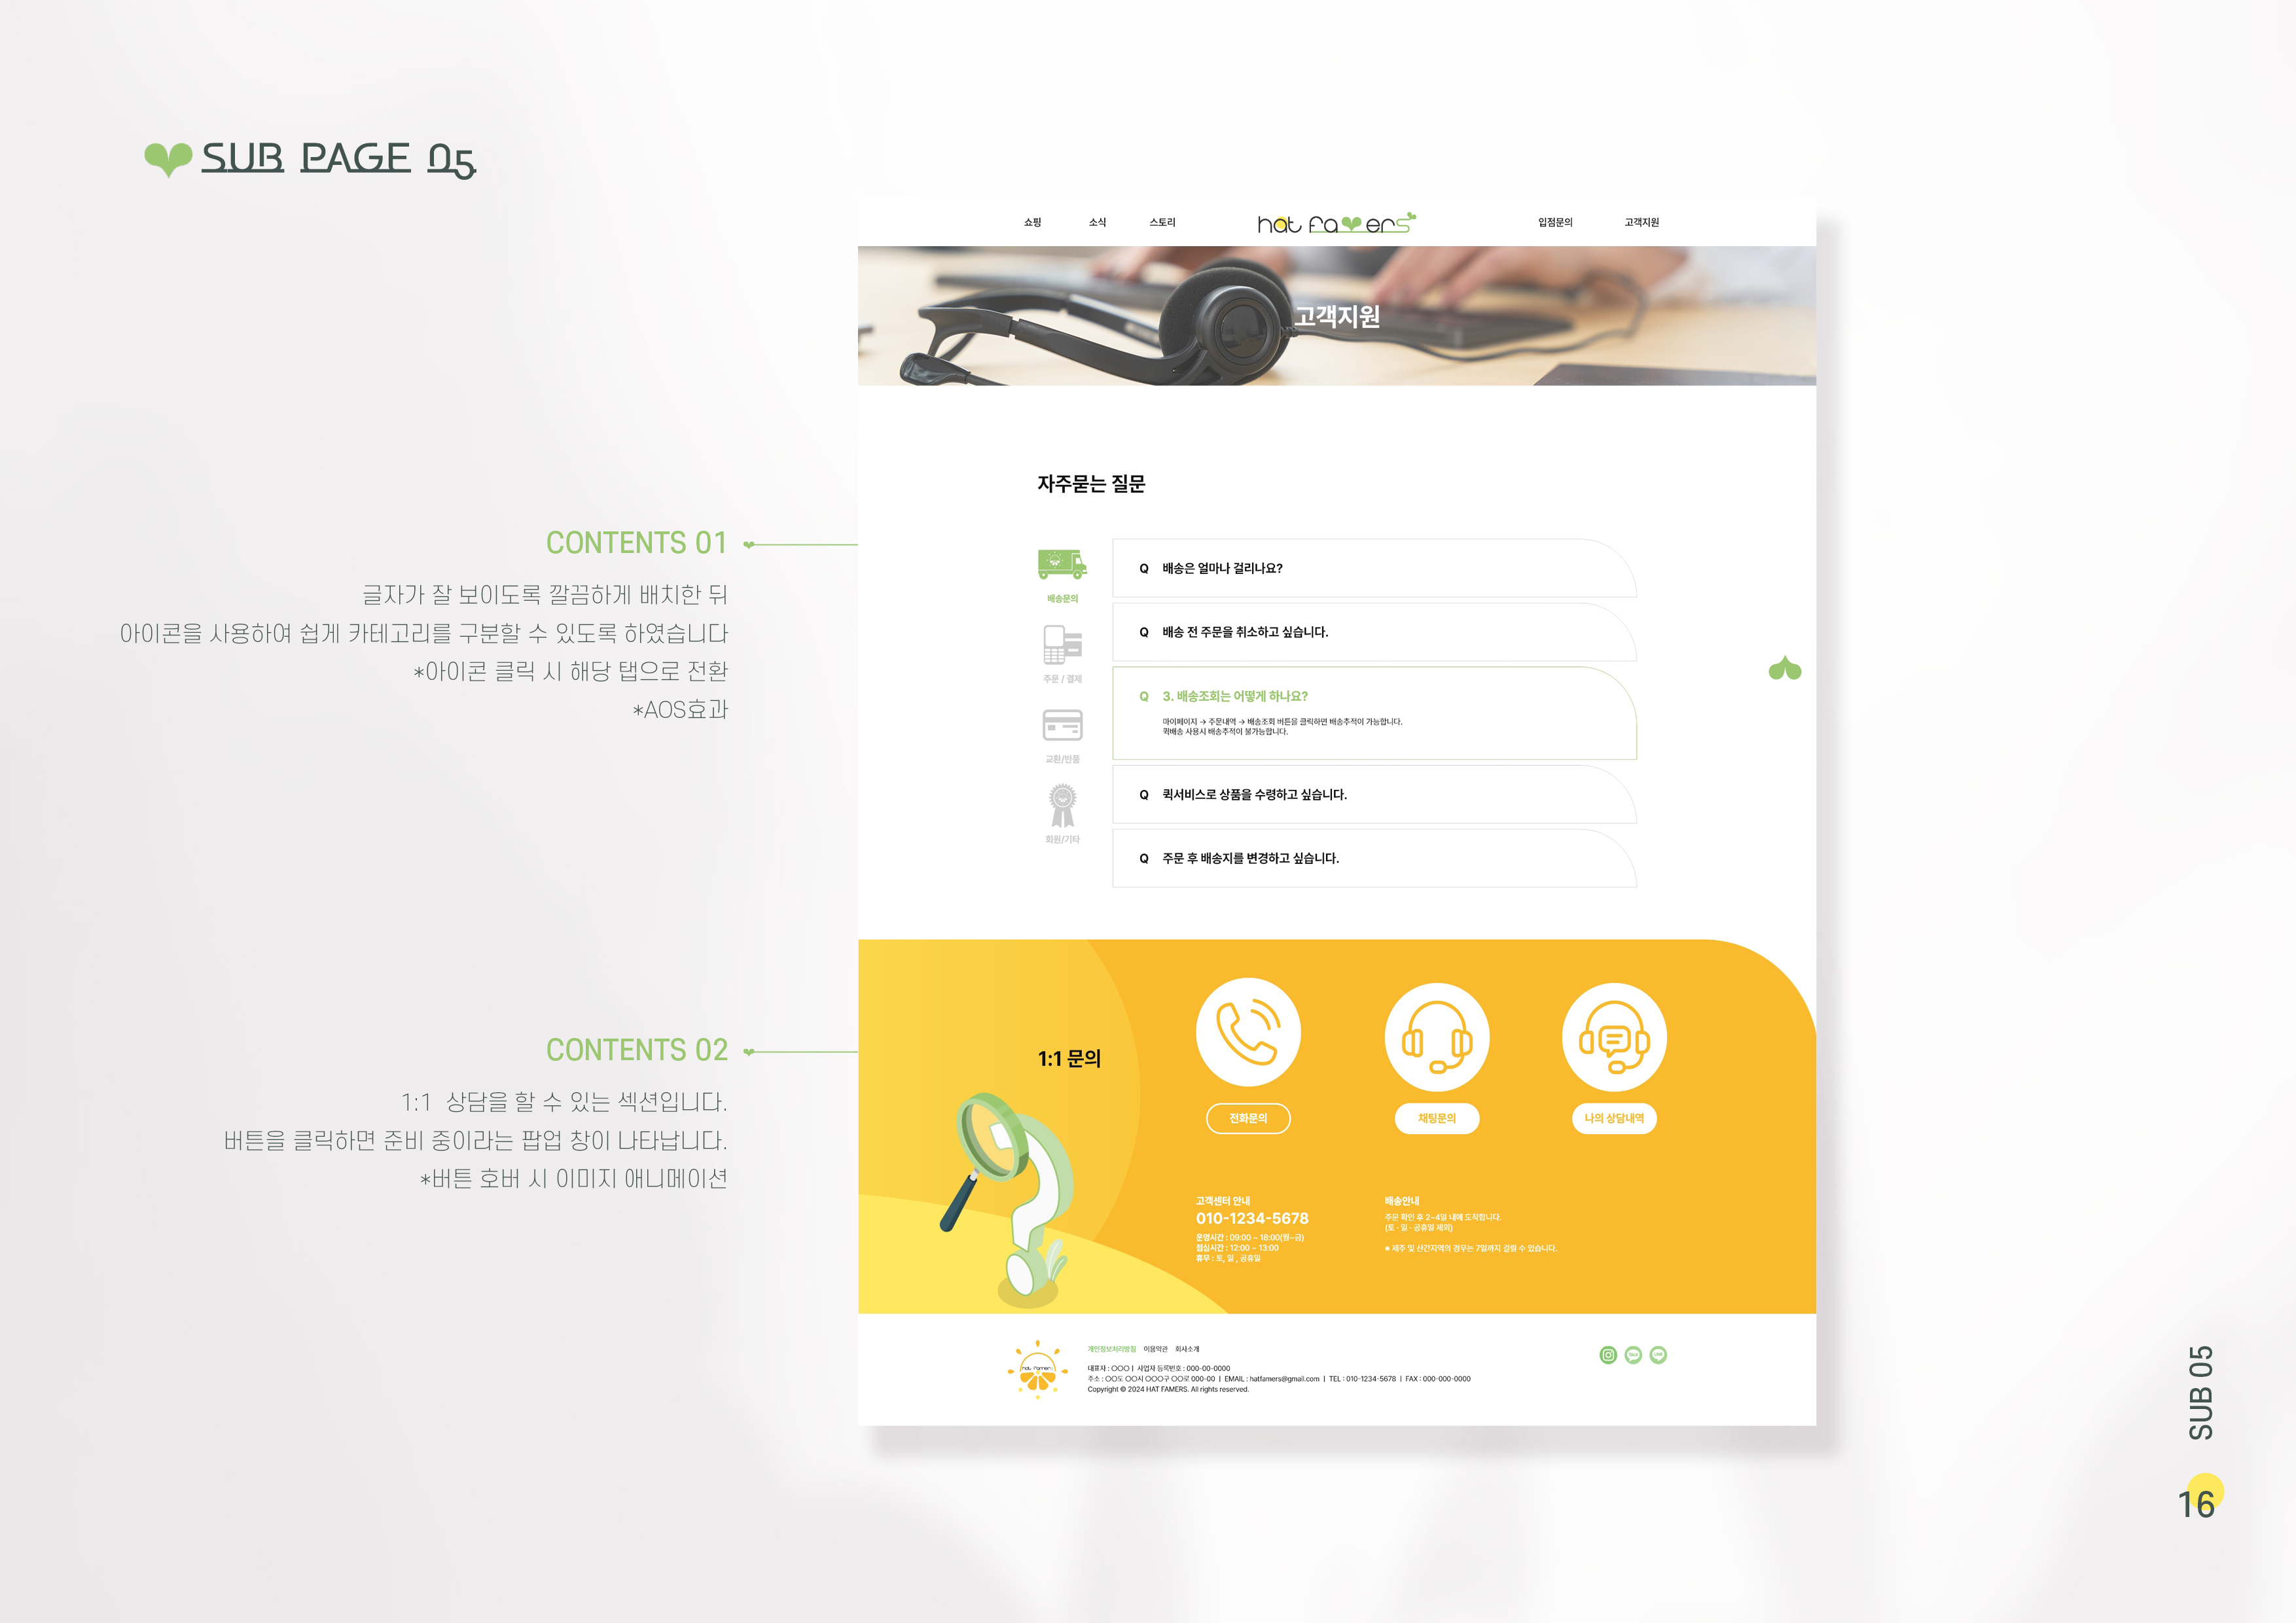 SUB PAGE 05
CONTENTS 01
글자가 잘 보이도록 깔끔하게 배치한 뒤
아이콘을 사용하여 쉽게 카테고리를 구분할 수 있도록 하였습니다
*아이콘 클릭 시 해당 탭으로 전환
*AOS효과
CONTENTS 02
1:1 상담을 할 수 있는 섹션입니다.
버튼을 클릭하면 준비 중이라는 팝업 창이 나타납니다.
*버튼 호버 시 이미지 애니메이션
쇼핑 소식 스토리 hat famers 입점문의 고객지원
고객지원
자주묻는 질문
배송문의
주문 / 결제
교환/반품
회원/기타
Q 배송은 얼마나 걸리나요?
Q 배송 전 주문을 취소하고 싶습니다.
Q 3. 배송조회는 어떻게 하나요?
마이페이지 → 주문내역 → 배송조회 버튼을 클릭하면 배송추적이 가능합니다.
퀵배송 사용시 배송추적이 불가능합니다.
Q 퀵서비스로 상품을 수령하고 싶습니다.
Q 주문 후 배송지를 변경하고 싶습니다.
1:1 문의
전화문의 채팅문의 나의 상담내역
고객센터 안내
010-1234-5678
운영시간 : 09:00 ~ 18:00(월~금)
점심시간 : 12:00 ~ 13:00
휴무 : 토, 일 , 공휴일
배송안내
주문 확인 후 2~4일 내에 도착합니다.
(토 · 일 · 공휴일 제외)
※ 제주 및 산간지역의 경우는 7일까지 걸릴 수 있습니다.
hat famers
개인정보처리방침 이용약관 회사소개
대표자 : OOO | 사업자 등록번호 : 000-00-0000
주소 : OO도 OO시 OOO구 OO로 000-00 | EMAIL : hatfamers@gmail.com | TEL : 010-1234-5678 | FAX : 000-000-0000
Copyright © 2024 HAT FAMERS. All rights reserved.
SUB 05
16